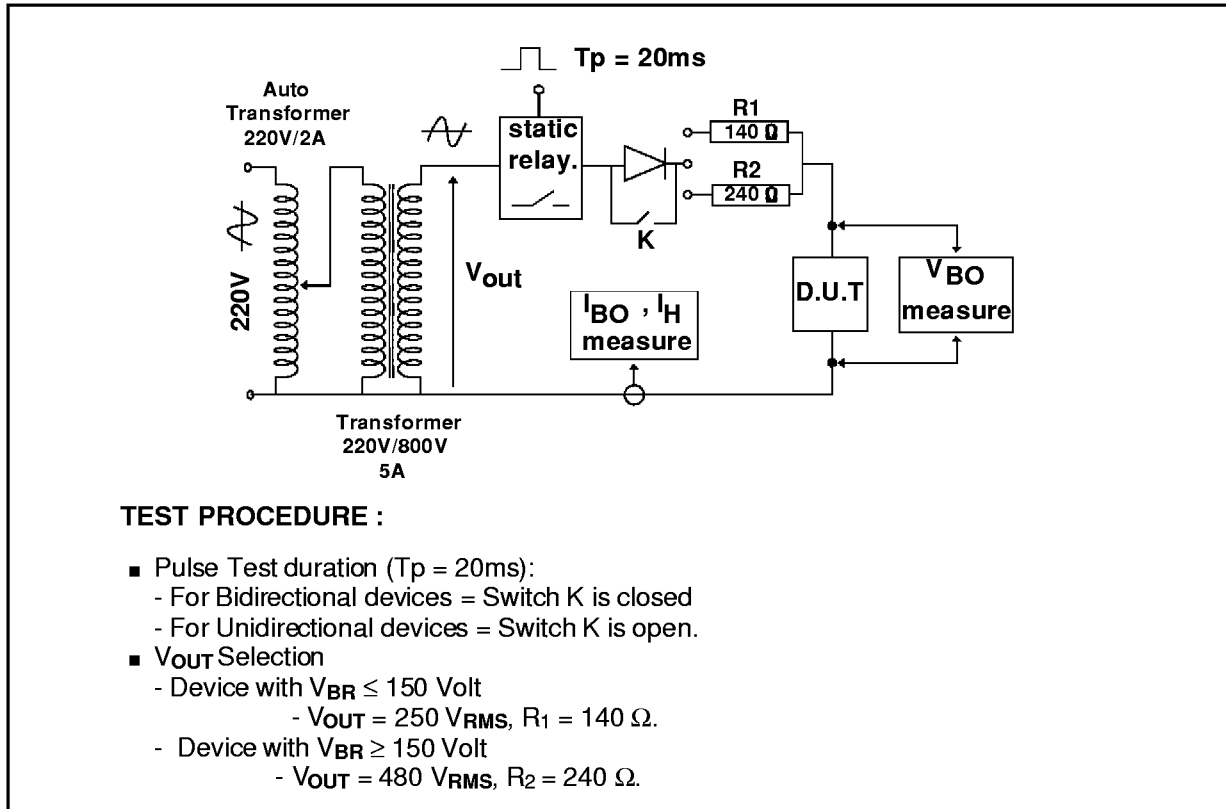 Tp = 20ms
Auto
Transformer
220V/2A
static
relay.
R1
140 Ω
R2
240 Ω
K
220V
Vout
IBO , IH
measure
D.U.T
VBO
measure
Transformer
220V/800V
5A
TEST PROCEDURE :
■ Pulse Test duration (Tp = 20ms):
- For Bidirectional devices = Switch K is closed
- For Unidirectional devices = Switch K is open.
■ VOUT Selection
- Device with VBR ≤ 150 Volt
- VOUT = 250 VRMS, R1 = 140 Ω.
- Device with VBR ≥ 150 Volt
- VOUT = 480 VRMS, R2 = 240 Ω.